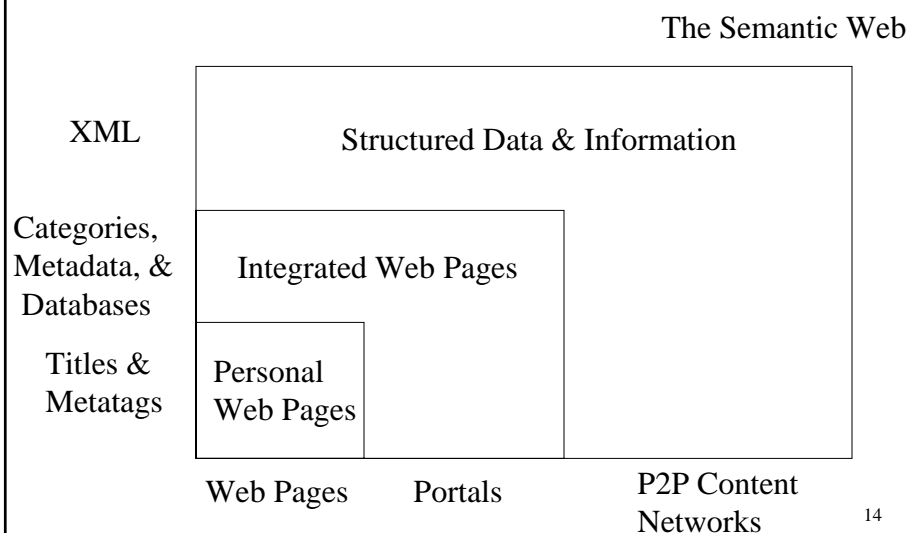 The Semantic Web
XML
Structured Data & Information
Categories,
Metadata, &
Databases
Integrated Web Pages
Titles &
Metatags
Personal
Web Pages
Web Pages
Portals
P2P Content
Networks
14